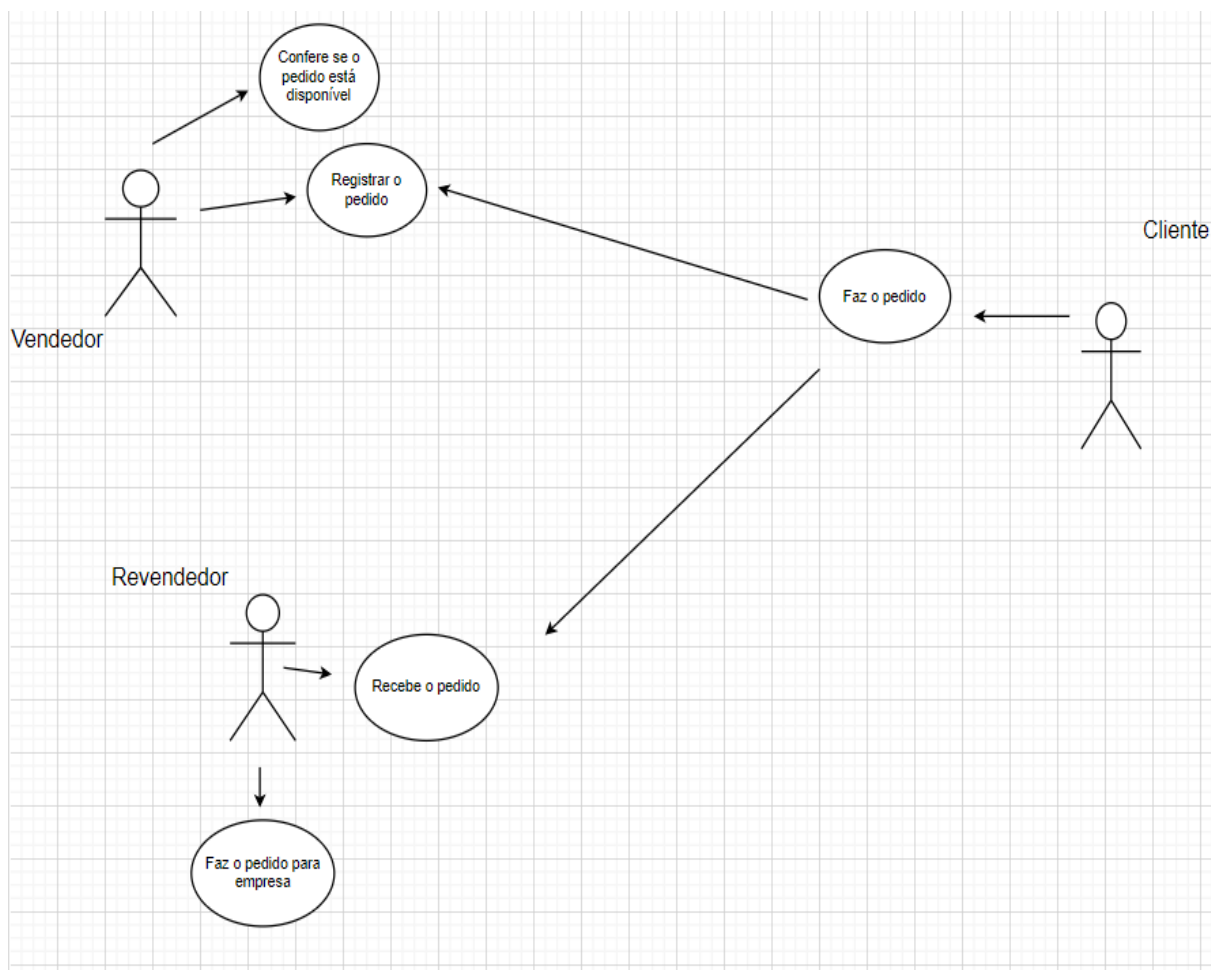 Confere se o
pedido está
disponível
Registrar o
pedido
Cliente
Faz o pedido
Vendedor
Revendedor
Recebe o pedido
Faz o pedido para
empresa